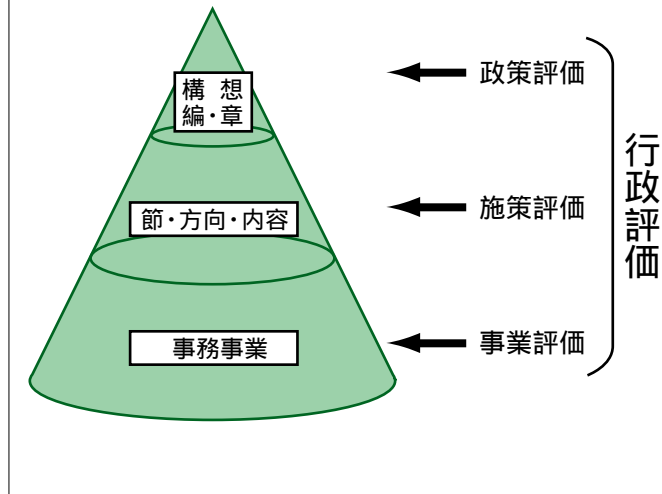 構想
編・章
政策評価
節・方向・内容
施策評価
事務事業
事業評価
行政評価